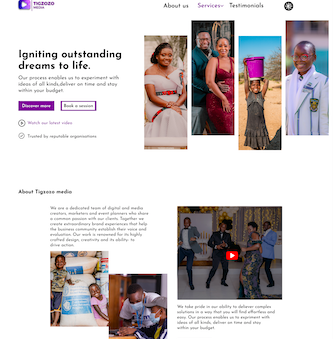 TIGZOZO
MEDIA
About us
Services
Testimonials
Igniting outstanding
dreams to life.
Our process enables us to experiment with
ideas of all kinds,deliver on time and stay
within your budget.
Discover more
Book a session
Watch our latest video
Trusted by reputable organisations
About Tigzozo media
We are a dedicated team of digital and media
creators, marketers and event planners who share
a common passion with our clients. Together we
create extraordinary brand experiences that help
the business community establish their voice and
evaluation. Our work is renowned for its highly
crafted design, creativity and its ability to
drive action.
We take pride in our ability to deliver complex
solutions in a way that you will find effortless and
easy. Our process enables us to expriment with
ideas of all kinds, deliver on time and stay
within your budget.